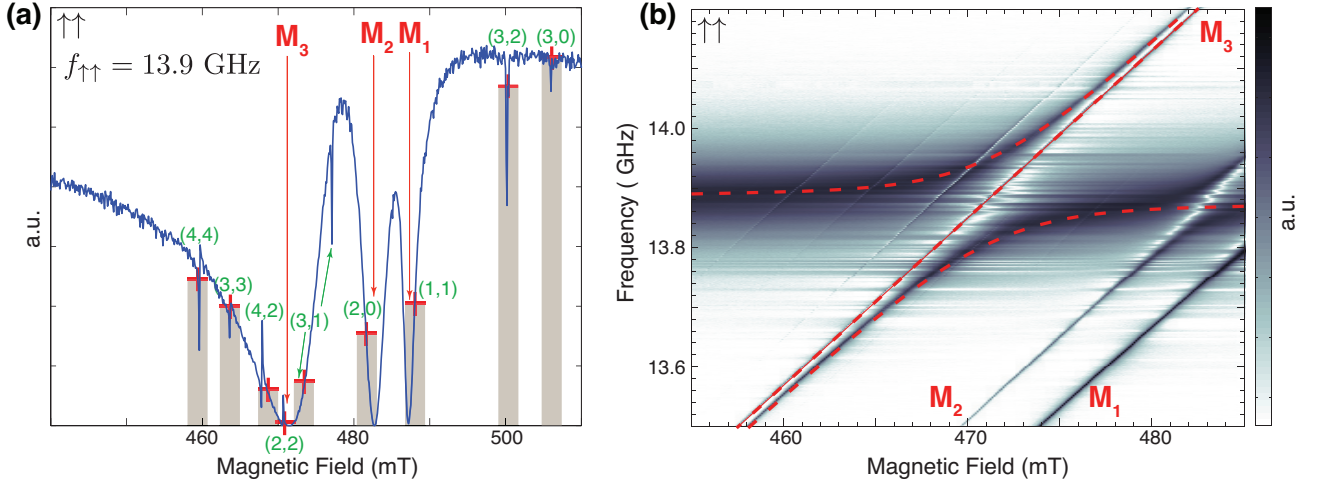 (a)
↑↑
f↑↑ = 13.9 GHz
M3
M2
M1
(3,2)
(3,0)
(4,4)
(3,3)
(4,2)
(3,1)
(2,0)
(1,1)
(2,2)
a.u.
460
480
500
Magnetic Field (mT)
(b)
↑↑
M3
14.0
13.8
13.6
Frequency ( GHz)
M2
M1
460
470
480
Magnetic Field (mT)
a.u.